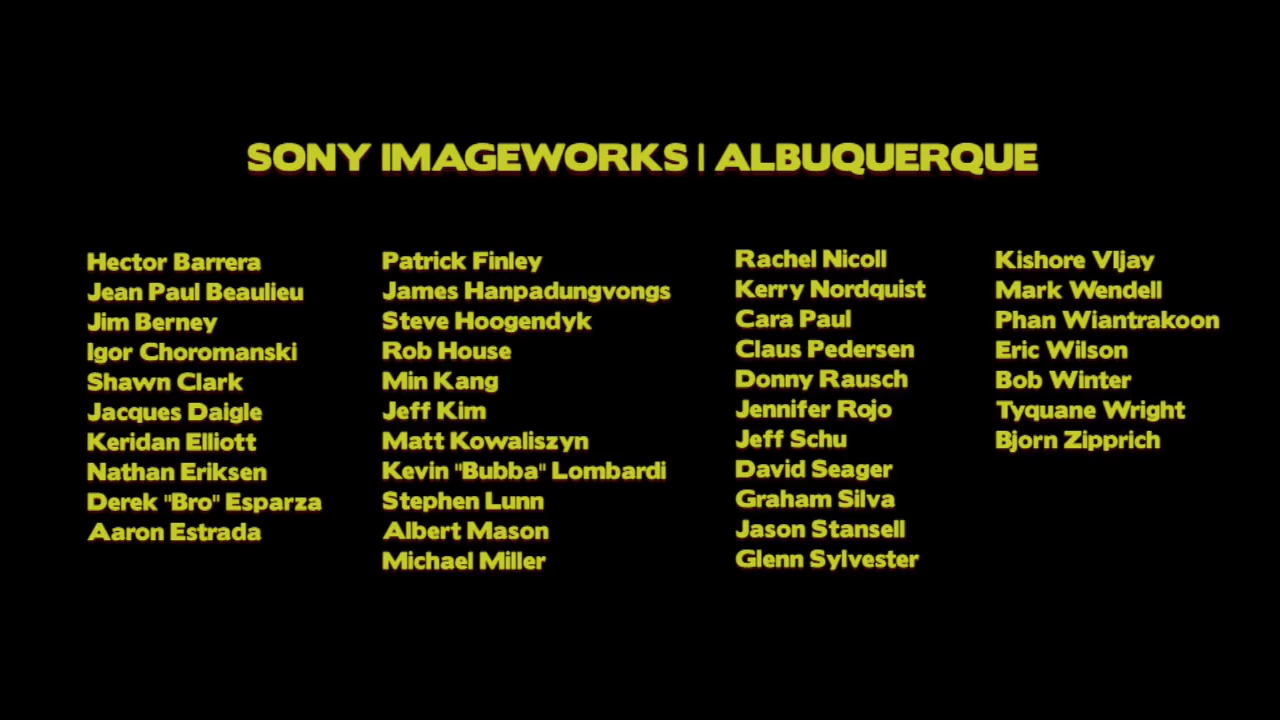 SONY IMAGEWORKS | ALBUQUERQUE
Hector Barrera
Jean Paul Beaulieu
Jim Berney
Igor Choromanski
Shawn Clark
Jacques Daigle
Keridan Elliott
Nathan Eriksen
Derek "Bro" Esparza
Aaron Estrada
Patrick Finley
James Hanpadungvongs
Steve Hoogendyk
Rob House
Min Kang
Jeff Kim
Matt Kowaliszyn
Kevin "Bubba" Lombardi
Stephen Lunn
Albert Mason
Michael Miller
Rachel Nicoll
Kerry Nordquist
Cara Paul
Claus Pedersen
Donny Rausch
Jennifer Rojo
Jeff Schu
David Seager
Graham Silva
Jason Stansell
Glenn Sylvester
Kishore VIjay
Mark Wendell
Phan Wiantrakoon
Eric Wilson
Bob Winter
Tyquane Wright
Bjorn Zipprich